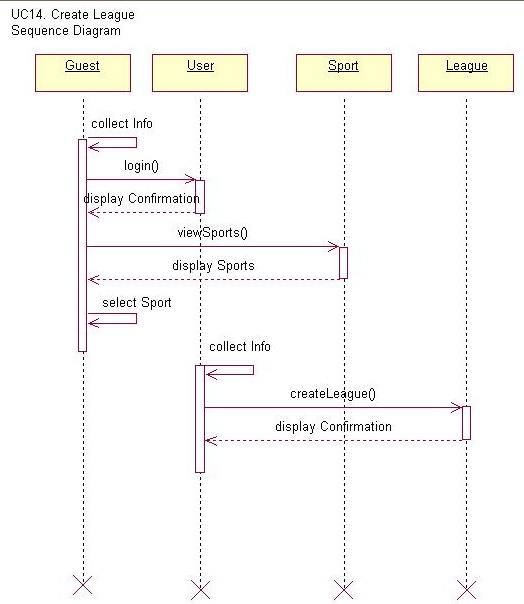 UC14. Create League
Sequence Diagram
Guest
User
Sport
League
collect Info
login()
display Confirmation
viewSports()
display Sports
select Sport
collect Info
createLeague()
display Confirmation